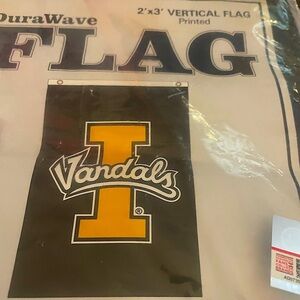 DuraWave
2'x3' VERTICAL FLAG
Printed
FLAG
I
Vandals
®